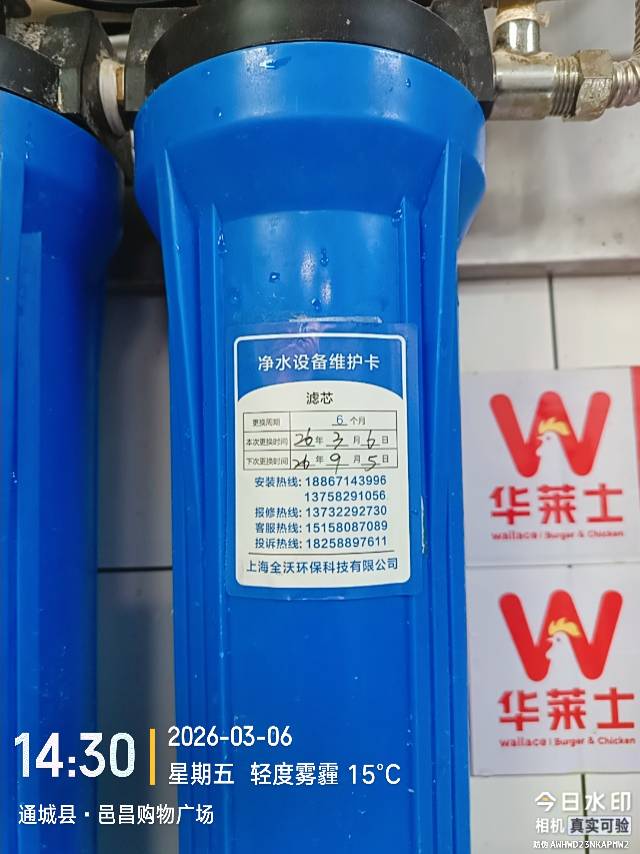 净水设备维护卡
滤芯
更换周期 6 个月
本次更换时间 26 年 3 月 6 日
下次更换时间 26 年 9 月 5 日
安装热线: 18867143996
13758291056
报修热线: 13732292730
客服热线: 15158087089
投诉热线: 18258897611
上海全沃环保科技有限公司
W
华莱士
wallace | Burger & Chicken
W
华莱士
wallace | Burger & Chicken
14:30
2026-03-06
星期五 轻度雾霾 15°C
通城县·邑昌购物广场
今日水印
相机 真实可验
防伪 AWHWD23NKAPMW2